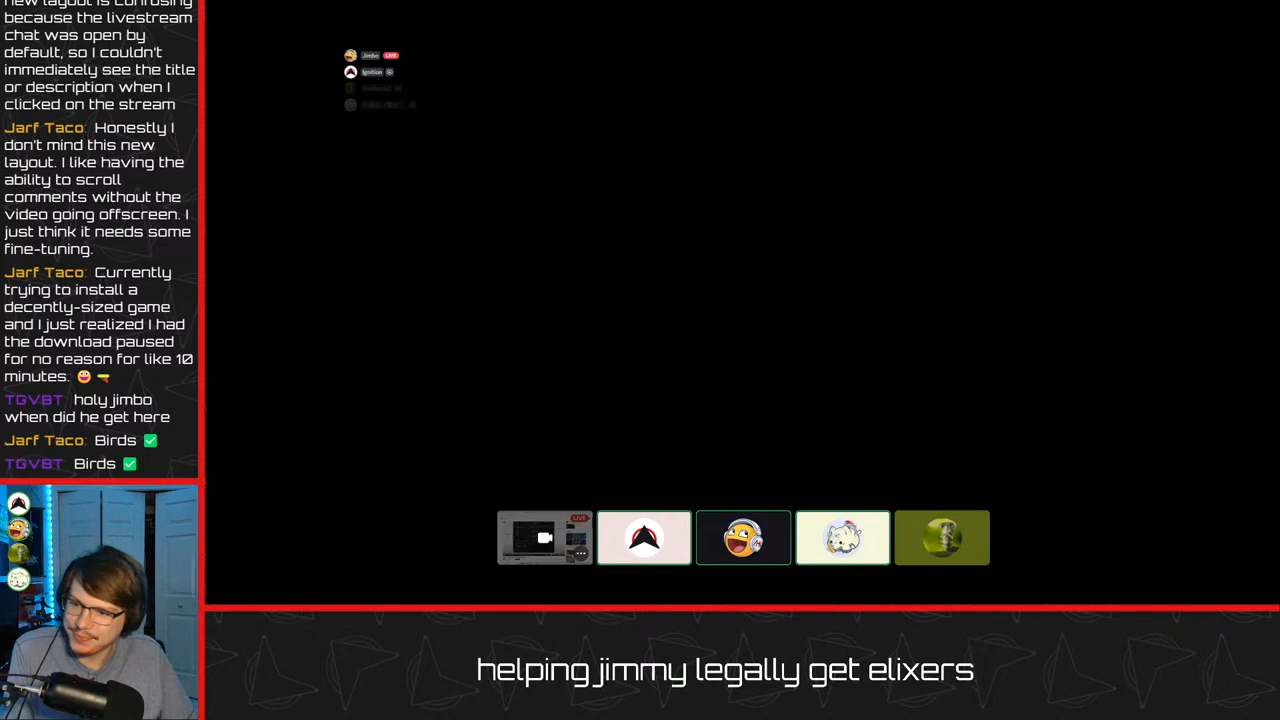 new layout is confusing
because the livestream
chat was open by
default, so I couldn't
immediately see the title
or description when I
clicked on the stream
Jarf Taco: Honestly I
don't mind this new
layout. I like having the
ability to scroll
comments without the
video going offscreen. I
just think it needs some
fine-tuning.
Jarf Taco: Currently
trying to install a
decently-sized game
and I just realized I had
the download paused
for no reason for like 10
minutes.
TGVBT: holy jimbo
when did he get here
Jarf Taco: Birds ✅
TGVBT: Birds ✅
Jimbo LIVE
Ignition
LIVE
helping jimmy legally get elixers